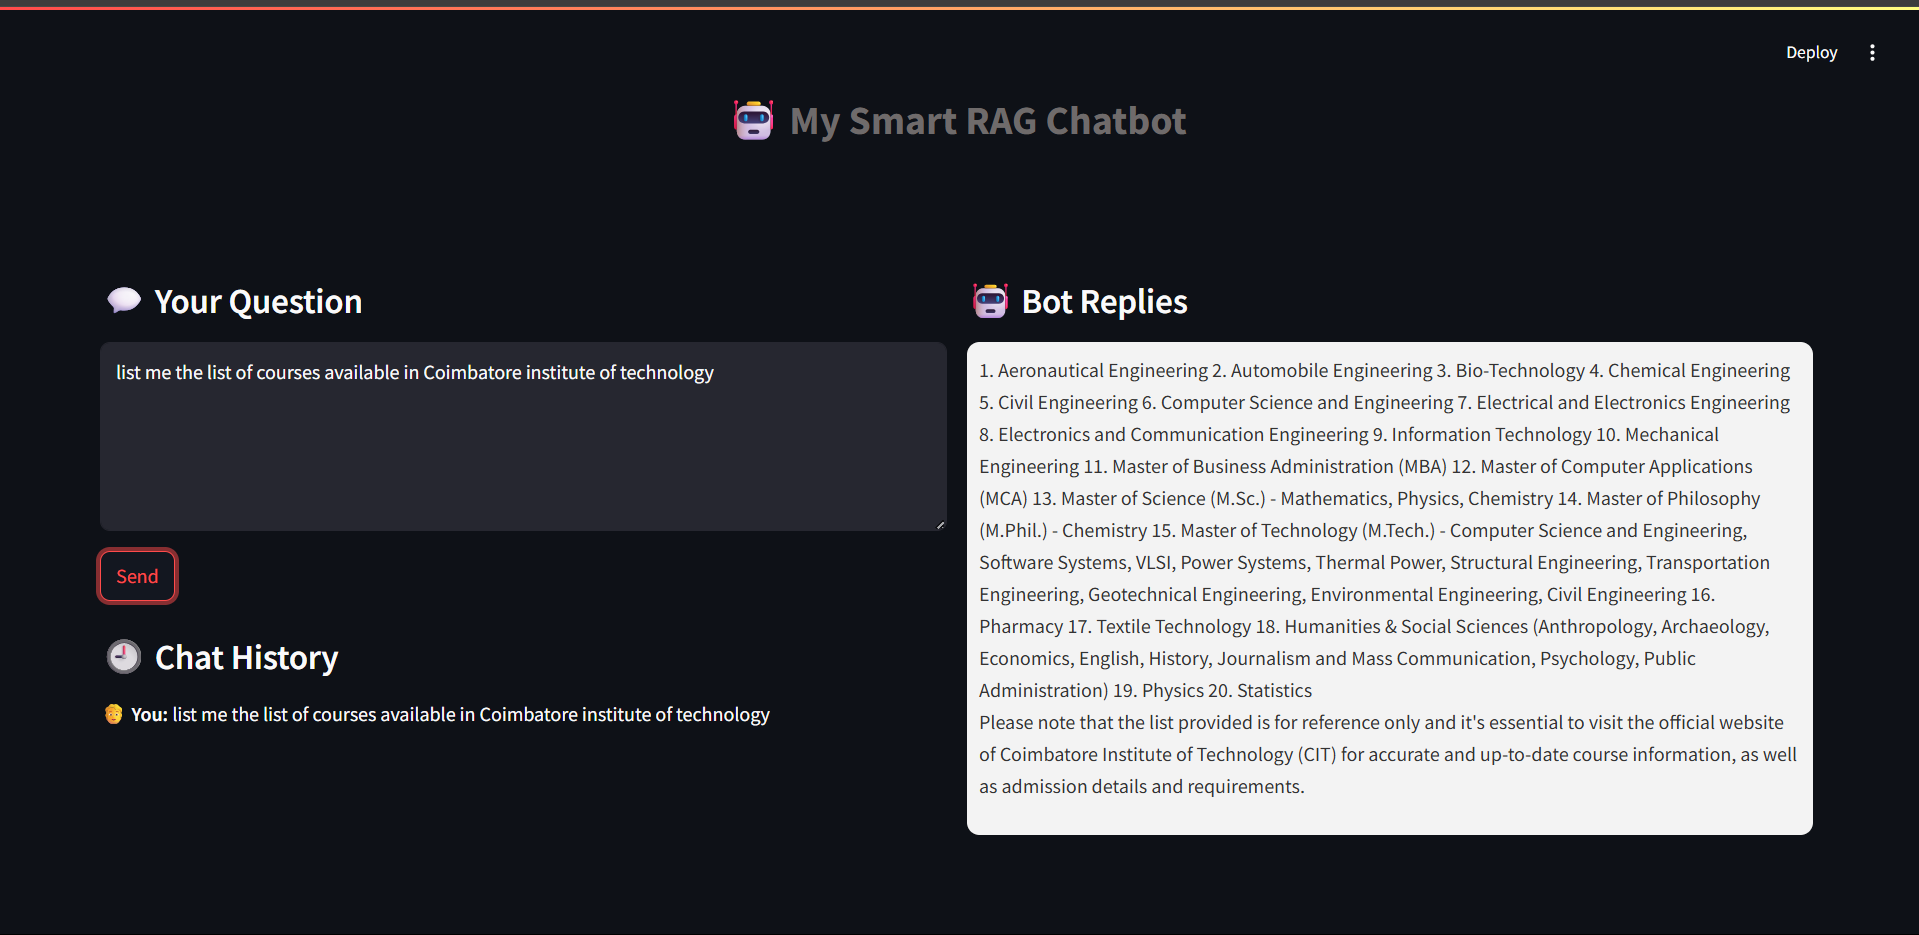 Deploy
My Smart RAG Chatbot
Your Question
list me the list of courses available in Coimbatore institute of technology
Send
Chat History
You: list me the list of courses available in Coimbatore institute of technology
Bot Replies
1. Aeronautical Engineering 2. Automobile Engineering 3. Bio-Technology 4. Chemical Engineering
5. Civil Engineering 6. Computer Science and Engineering 7. Electrical and Electronics Engineering
8. Electronics and Communication Engineering 9. Information Technology 10. Mechanical
Engineering 11. Master of Business Administration (MBA) 12. Master of Computer Applications
(MCA) 13. Master of Science (M.Sc.) - Mathematics, Physics, Chemistry 14. Master of Philosophy
(M.Phil.) - Chemistry 15. Master of Technology (M.Tech.) - Computer Science and Engineering,
Software Systems, VLSI, Power Systems, Thermal Power, Structural Engineering, Transportation
Engineering, Geotechnical Engineering, Environmental Engineering, Civil Engineering 16.
Pharmacy 17. Textile Technology 18. Humanities & Social Sciences (Anthropology, Archaeology,
Economics, English, History, Journalism and Mass Communication, Psychology, Public
Administration) 19. Physics 20. Statistics
Please note that the list provided is for reference only and it's essential to visit the official website
of Coimbatore Institute of Technology (CIT) for accurate and up-to-date course information, as well
as admission details and requirements.